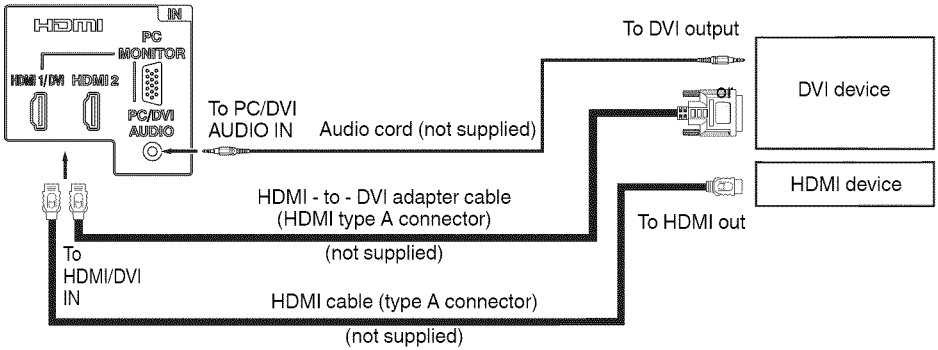 IN
HDMI
PC
MONITOR
HDMI 1/DVI HDMI 2
PC/DVI
AUDIO
To PC/DVI
AUDIO IN
Audio cord (not supplied)
To DVI output
or
DVI device
HDMI device
To HDMI out
HDMI - to - DVI adapter cable
(HDMI type A connector)
(not supplied)
To
HDMI/DVI
IN
HDMI cable (type A connector)
(not supplied)